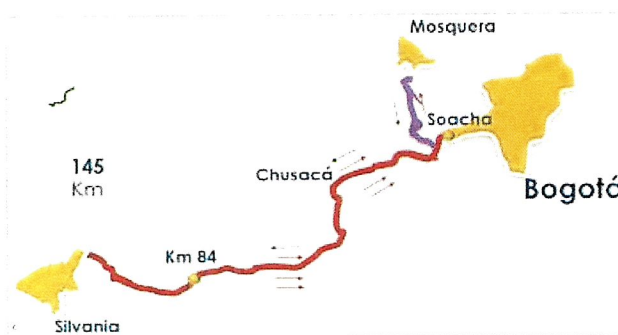 Mosquera
Soacha
145
Km
Chusacá
Bogotá
Km 84
Silvania